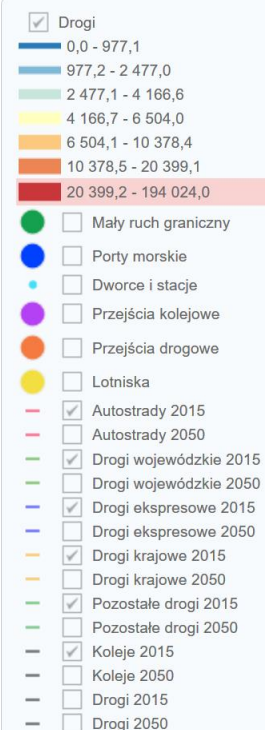 Drogi
0,0 - 977,1
977,2 - 2 477,0
2 477,1 - 4 166,6
4 166,7 - 6 504,0
6 504,1 - 10 378,4
10 378,5 - 20 399,1
20 399,2 - 194 024,0
Mały ruch graniczny
Porty morskie
Dworce i stacje
Przejścia kolejowe
Przejścia drogowe
Lotniska
Autostrady 2015
Autostrady 2050
Drogi wojewódzkie 2015
Drogi wojewódzkie 2050
Drogi ekspresowe 2015
Drogi ekspresowe 2050
Drogi krajowe 2015
Drogi krajowe 2050
Pozostałe drogi 2015
Pozostałe drogi 2050
Koleje 2015
Koleje 2050
Drogi 2015
Drogi 2050